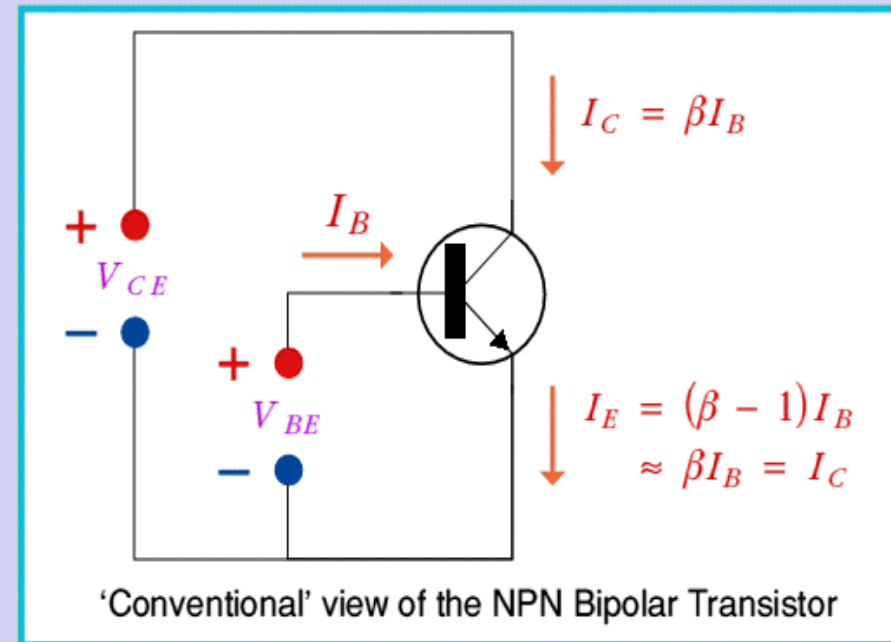 I_C = βI_B
I_B
+
V_CE
−
+
V_BE
−
I_E = (β − 1)I_B
≈ βI_B = I_C
‘Conventional’ view of the NPN Bipolar Transistor